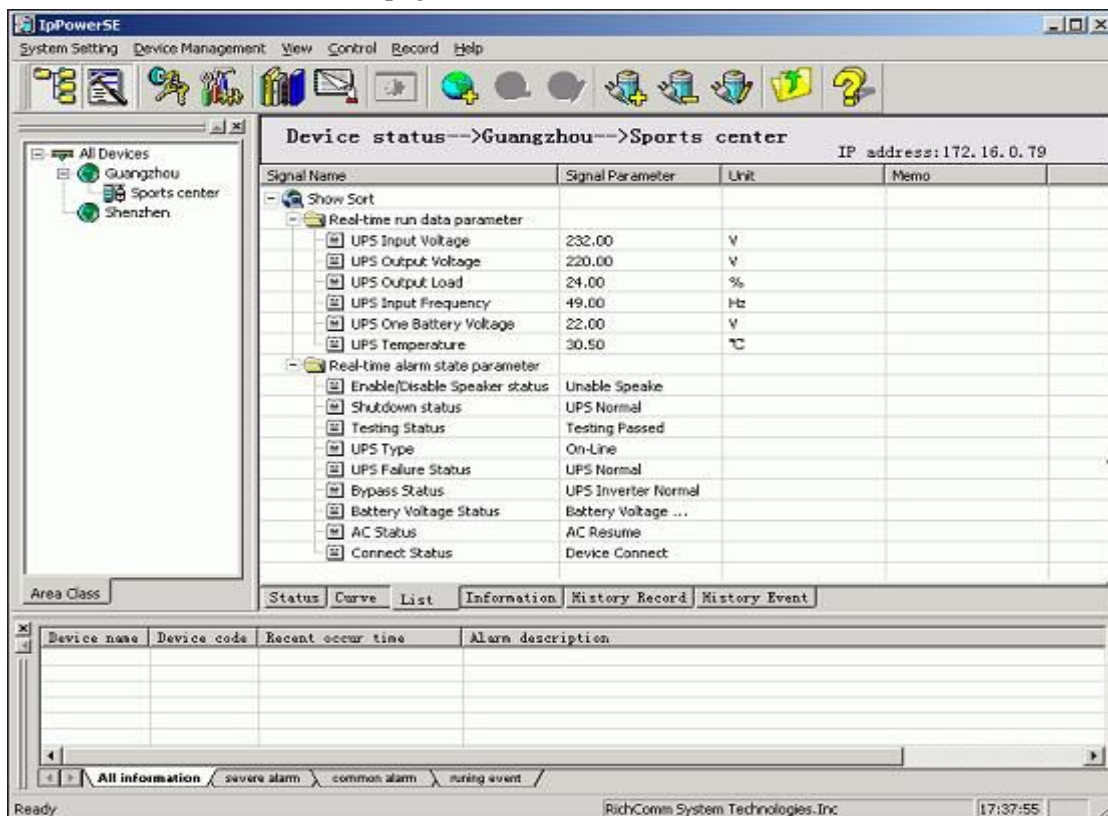 IpPowerSE
System Setting Device Management View Control Record Help
All Devices
Guangzhou
Sports center
Shenzhen
Area Class
Device status-->Guangzhou-->Sports center
IP address:172.16.0.79
Signal Name Signal Parameter Unit Memo
Show Sort
Real-time run data parameter
UPS Input Voltage 232.00 V
UPS Output Voltage 220.00 V
UPS Output Load 24.00 %
UPS Input Frequency 49.00 Hz
UPS One Battery Voltage 22.00 V
UPS Temperature 30.50 ℃
Real-time alarm state parameter
Enable/Disable Speaker status Unable Speake
Shutdown status UPS Normal
Testing Status Testing Passed
UPS Type On-Line
UPS Failure Status UPS Normal
Bypass Status UPS Inverter Normal
Battery Voltage Status Battery Voltage ...
AC Status AC Resume
Connect Status Device Connect
Status Curve List Information History Record History Event
Device name Device code Recent occur time Alarm description
All information severe alarm common alarm runing event
Ready RichComm System Technologies.Inc 17:37:55